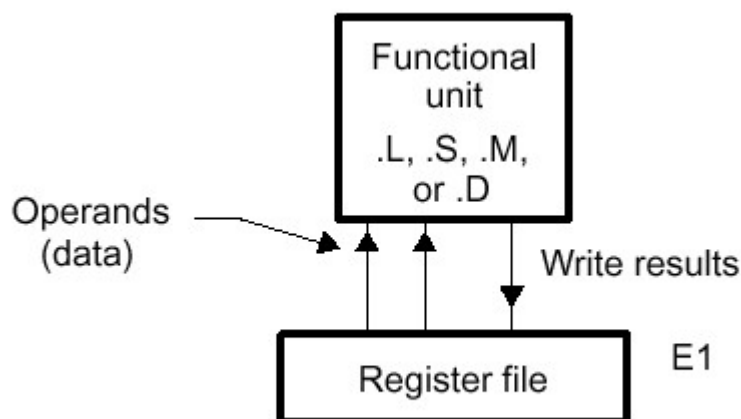 Functional
unit
.L, .S, .M,
or .D
Operands
(data)
Write results
E1
Register file